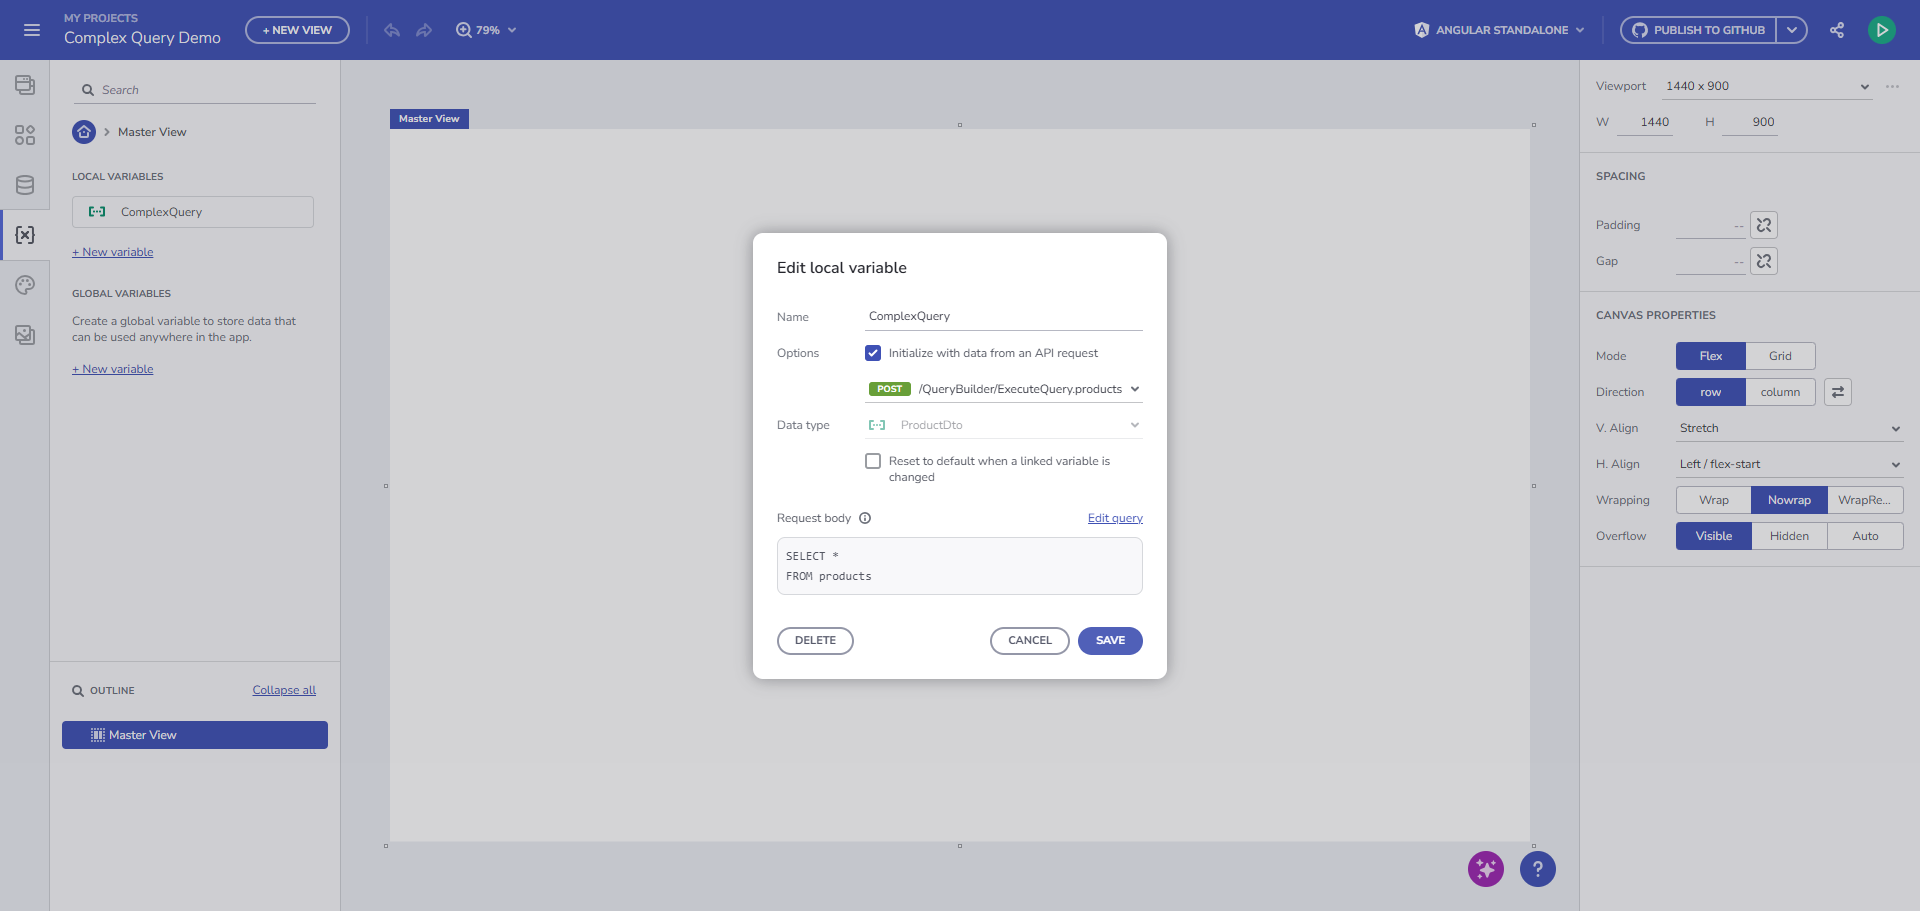 MY PROJECTS
Complex Query Demo
+ NEW VIEW
79%
ANGULAR STANDALONE
PUBLISH TO GITHUB
Search
Master View
LOCAL VARIABLES
ComplexQuery
+ New variable
GLOBAL VARIABLES
Create a global variable to store data that
can be used anywhere in the app.
+ New variable
OUTLINE
Collapse all
Master View
Master View
Edit local variable
Name
ComplexQuery
Options
Initialize with data from an API request
POST
/QueryBuilder/ExecuteQuery.products
Data type
ProductDto
Reset to default when a linked variable is
changed
Request body
Edit query
SELECT *
FROM products
DELETE
CANCEL
SAVE
?
Viewport
1440 x 900
W
1440
H
900
SPACING
Padding
--
Gap
--
CANVAS PROPERTIES
Mode
Flex
Grid
Direction
row
column
V. Align
Stretch
H. Align
Left / flex-start
Wrapping
Wrap
Nowrap
WrapRe...
Overflow
Visible
Hidden
Auto